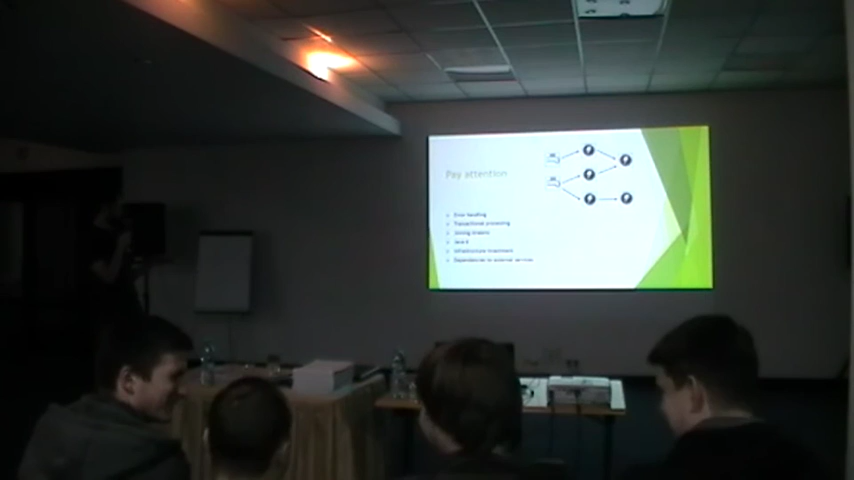 Pay attention
Error handling
Transactional processing
Joining streams
Java 8
Infrastructure investment
Dependencies to external services